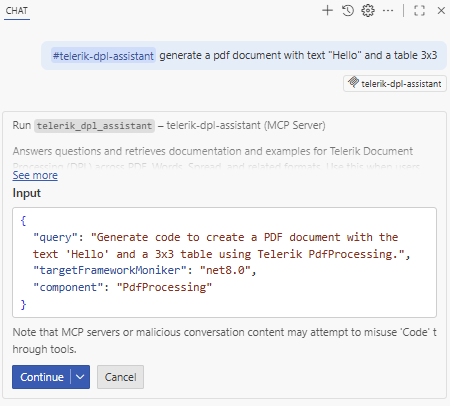 CHAT
#telerik-dpl-assistant generate a pdf document with text "Hello" and a table 3x3
telerik-dpl-assistant
Run telerik_dpl_assistant – telerik-dpl-assistant (MCP Server)
Answers questions and retrieves documentation and examples for Telerik Document
Processing (DPL) across PDF, Words, Spread, and related formats. Use this when users
See more
Input
{
"query": "Generate code to create a PDF document with the
text 'Hello' and a 3x3 table using Telerik PdfProcessing.",
"targetFrameworkMoniker": "net8.0",
"component": "PdfProcessing"
}
Note that MCP servers or malicious conversation content may attempt to misuse 'Code' t
hrough tools.
Continue
Cancel